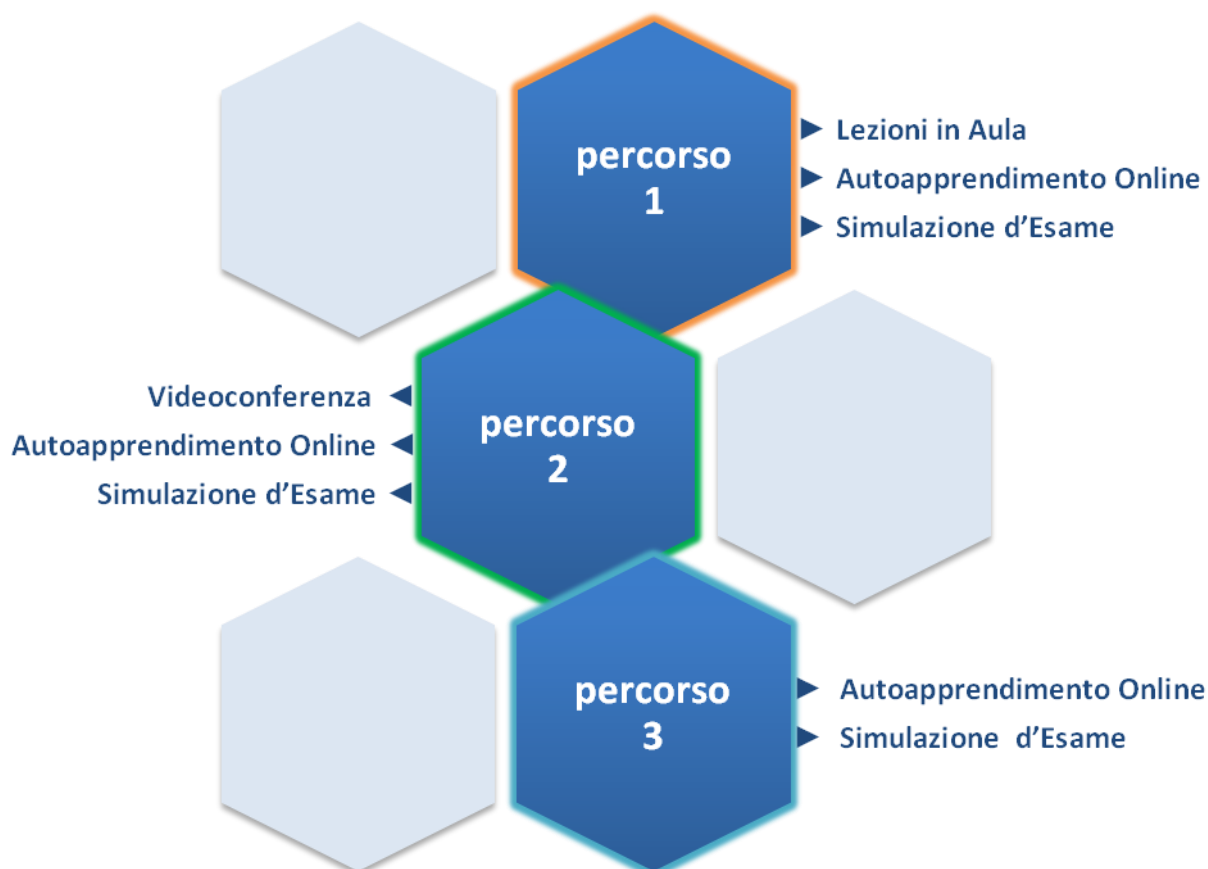 percorso
1
Lezioni in Aula
Autoapprendimento Online
Simulazione d’Esame
percorso
2
Videoconferenza
Autoapprendimento Online
Simulazione d’Esame
percorso
3
Autoapprendimento Online
Simulazione d’Esame